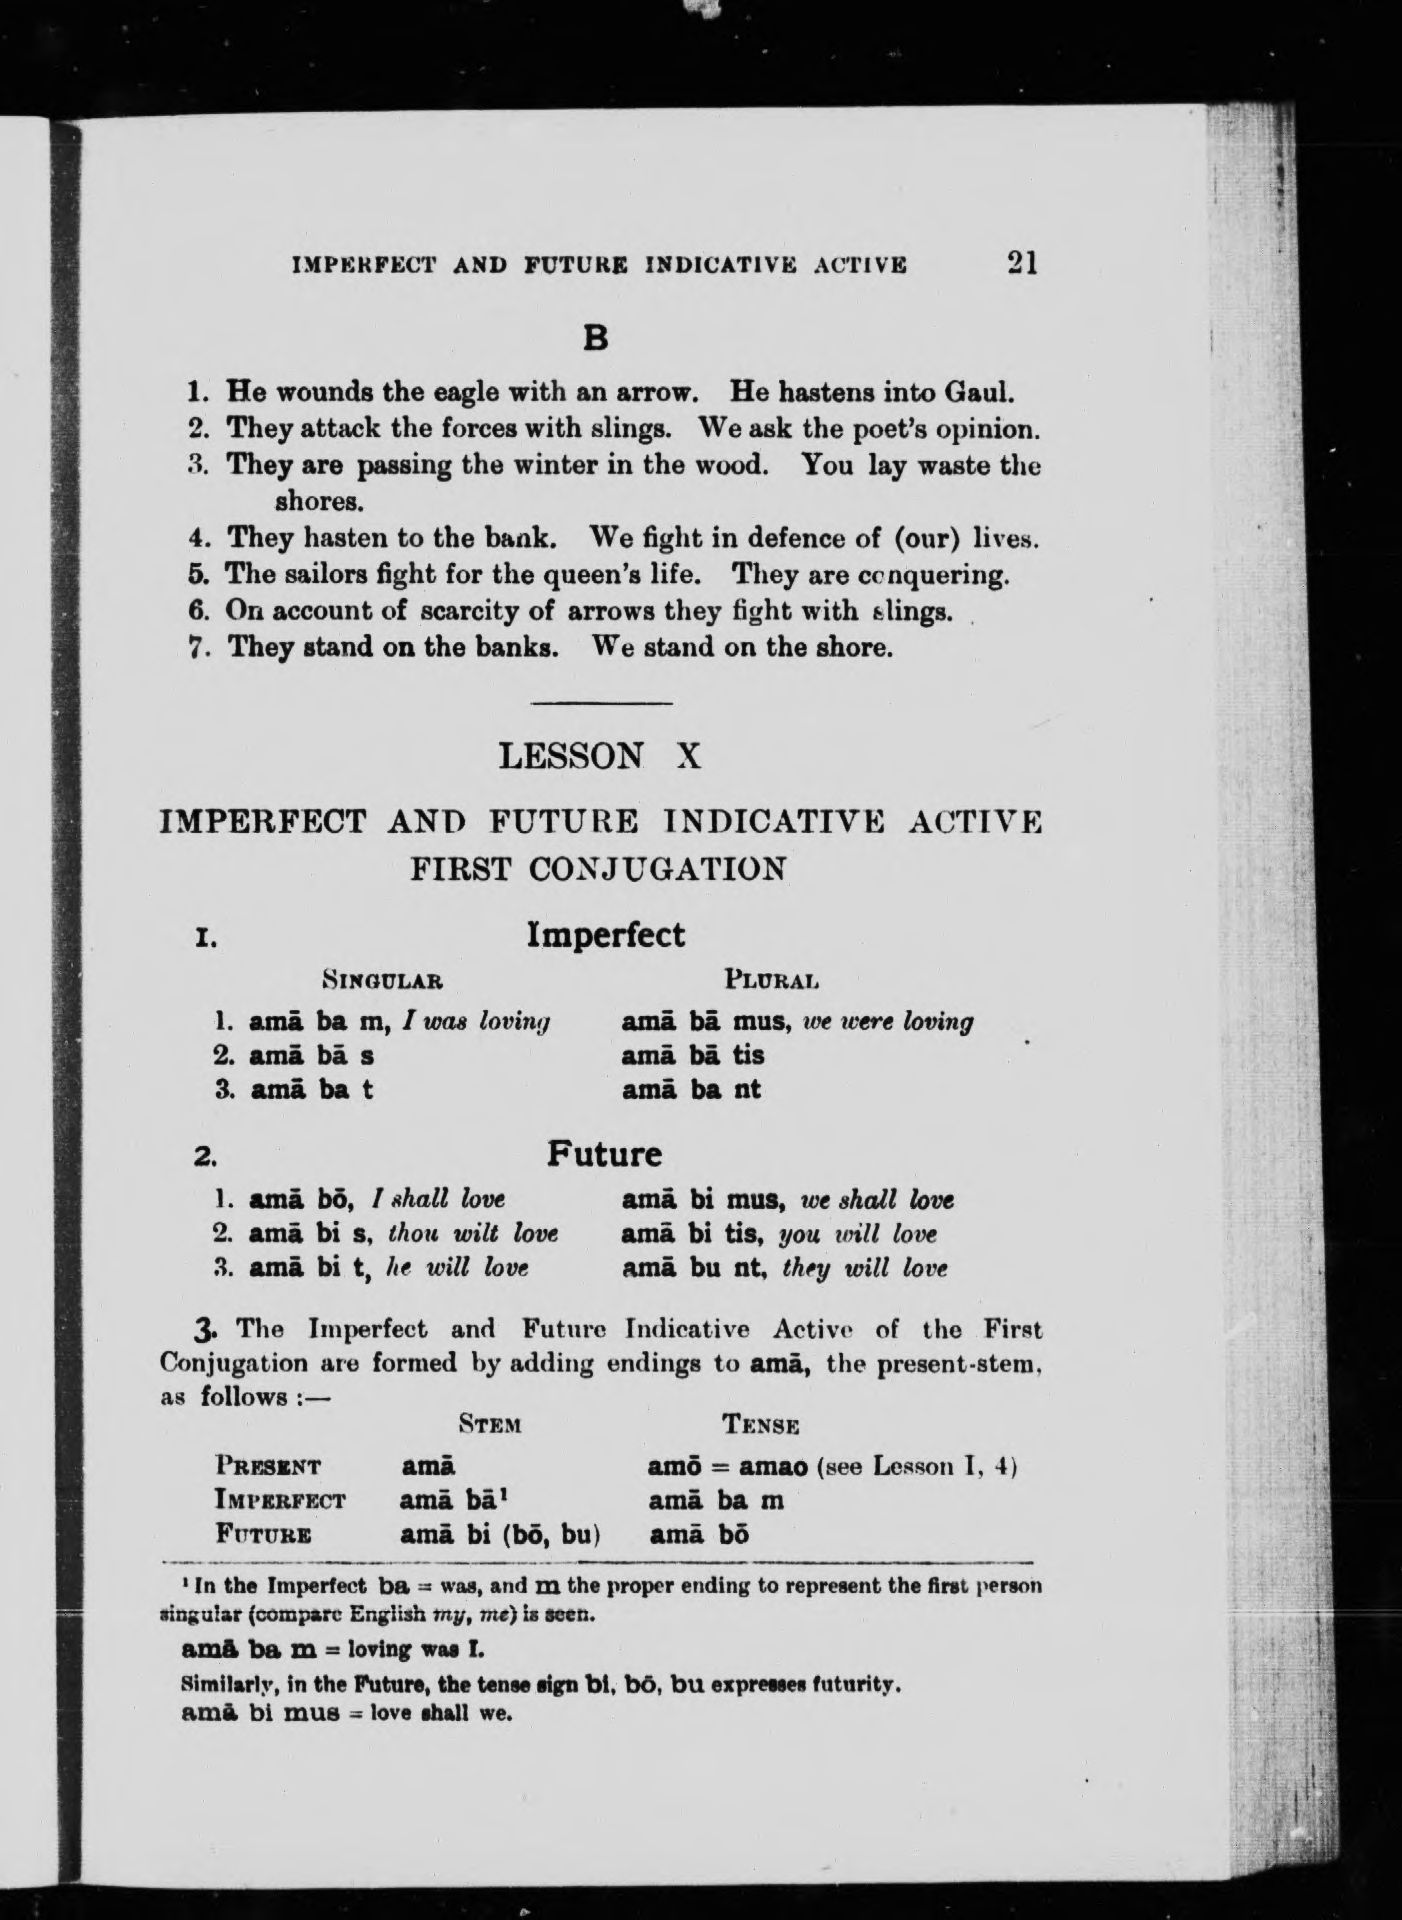 IMPERFECT AND FUTURE INDICATIVE ACTIVE 21
B
1. He wounds the eagle with an arrow. He hastens into Gaul.
2. They attack the forces with slings. We ask the poet's opinion.
3. They are passing the winter in the wood. You lay waste the
shores.
4. They hasten to the bank. We fight in defence of (our) lives.
5. The sailors fight for the queen's life. They are conquering.
6. On account of scarcity of arrows they fight with slings.
7. They stand on the banks. We stand on the shore.
LESSON X
IMPERFECT AND FUTURE INDICATIVE ACTIVE
FIRST CONJUGATION
1. Imperfect
SINGULAR PLURAL
1. amā ba m, I was loving amā bā mus, we were loving
2. amā bā s amā bā tis
3. amā ba t amā ba nt
2. Future
1. amā bō, I shall love amā bi mus, we shall love
2. amā bi s, thou wilt love amā bi tis, you will love
3. amā bi t, he will love amā bu nt, they will love
3. The Imperfect and Future Indicative Active of the First
Conjugation are formed by adding endings to amā, the present-stem,
as follows :—
STEM TENSE
PRESENT amā amō = amao (see Lesson I, 4)
IMPERFECT amā bā¹ amā ba m
FUTURE amā bi (bō, bu) amā bō
¹ In the Imperfect ba = was, and m the proper ending to represent the first person
singular (compare English my, me) is seen.
amā ba m = loving was I.
Similarly, in the Future, the tense sign bi, bō, bu expresses futurity.
amā bi mus = love shall we.